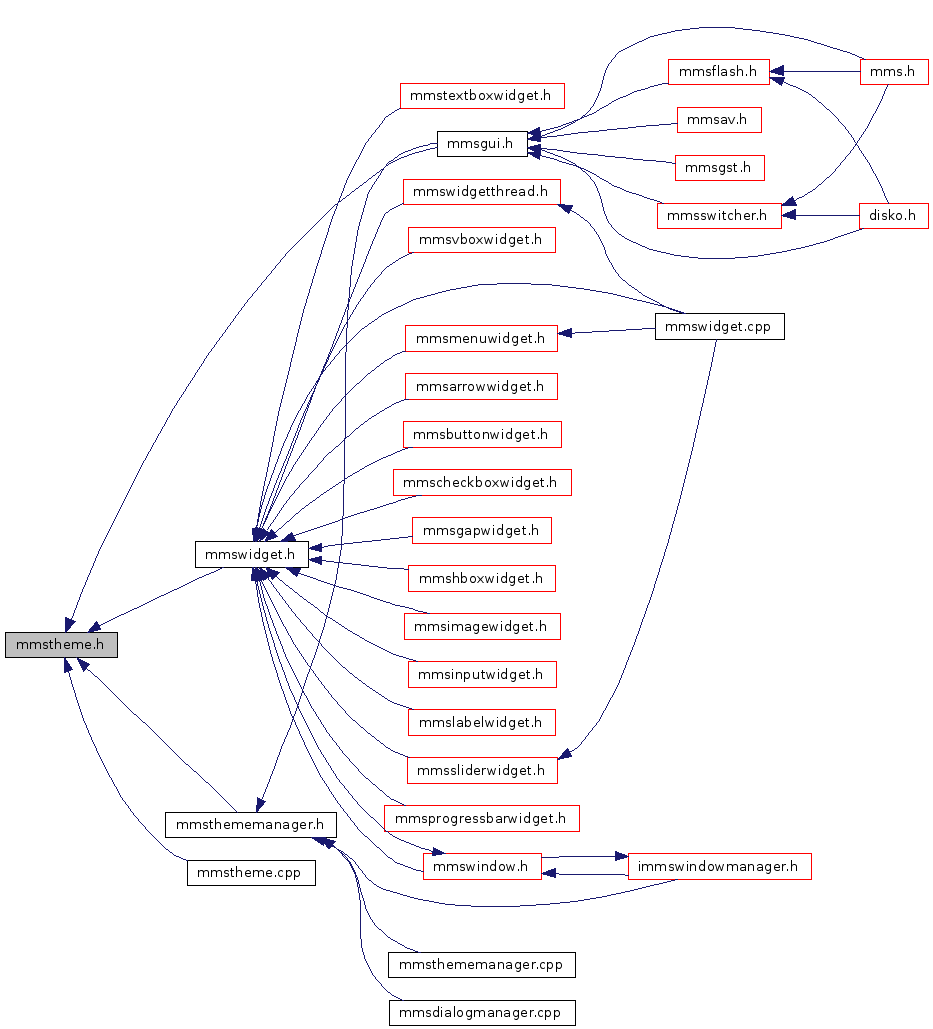 mmsflash.h
mms.h
mmstextboxwidget.h
mmsav.h
mmsgui.h
mmsgst.h
mmswidgetthread.h
mmsswitcher.h
disko.h
mmsvboxwidget.h
mmswidget.cpp
mmsmenuwidget.h
mmsarrowwidget.h
mmsbuttonwidget.h
mmscheckboxwidget.h
mmsgapwidget.h
mmswidget.h
mmshboxwidget.h
mmsimagewidget.h
mmstheme.h
mmsinputwidget.h
mmslabelwidget.h
mmssliderwidget.h
mmsprogressbarwidget.h
mmsthememanager.h
mmswindow.h
immswindowmanager.h
mmstheme.cpp
mmsthememanager.cpp
mmsdialogmanager.cpp